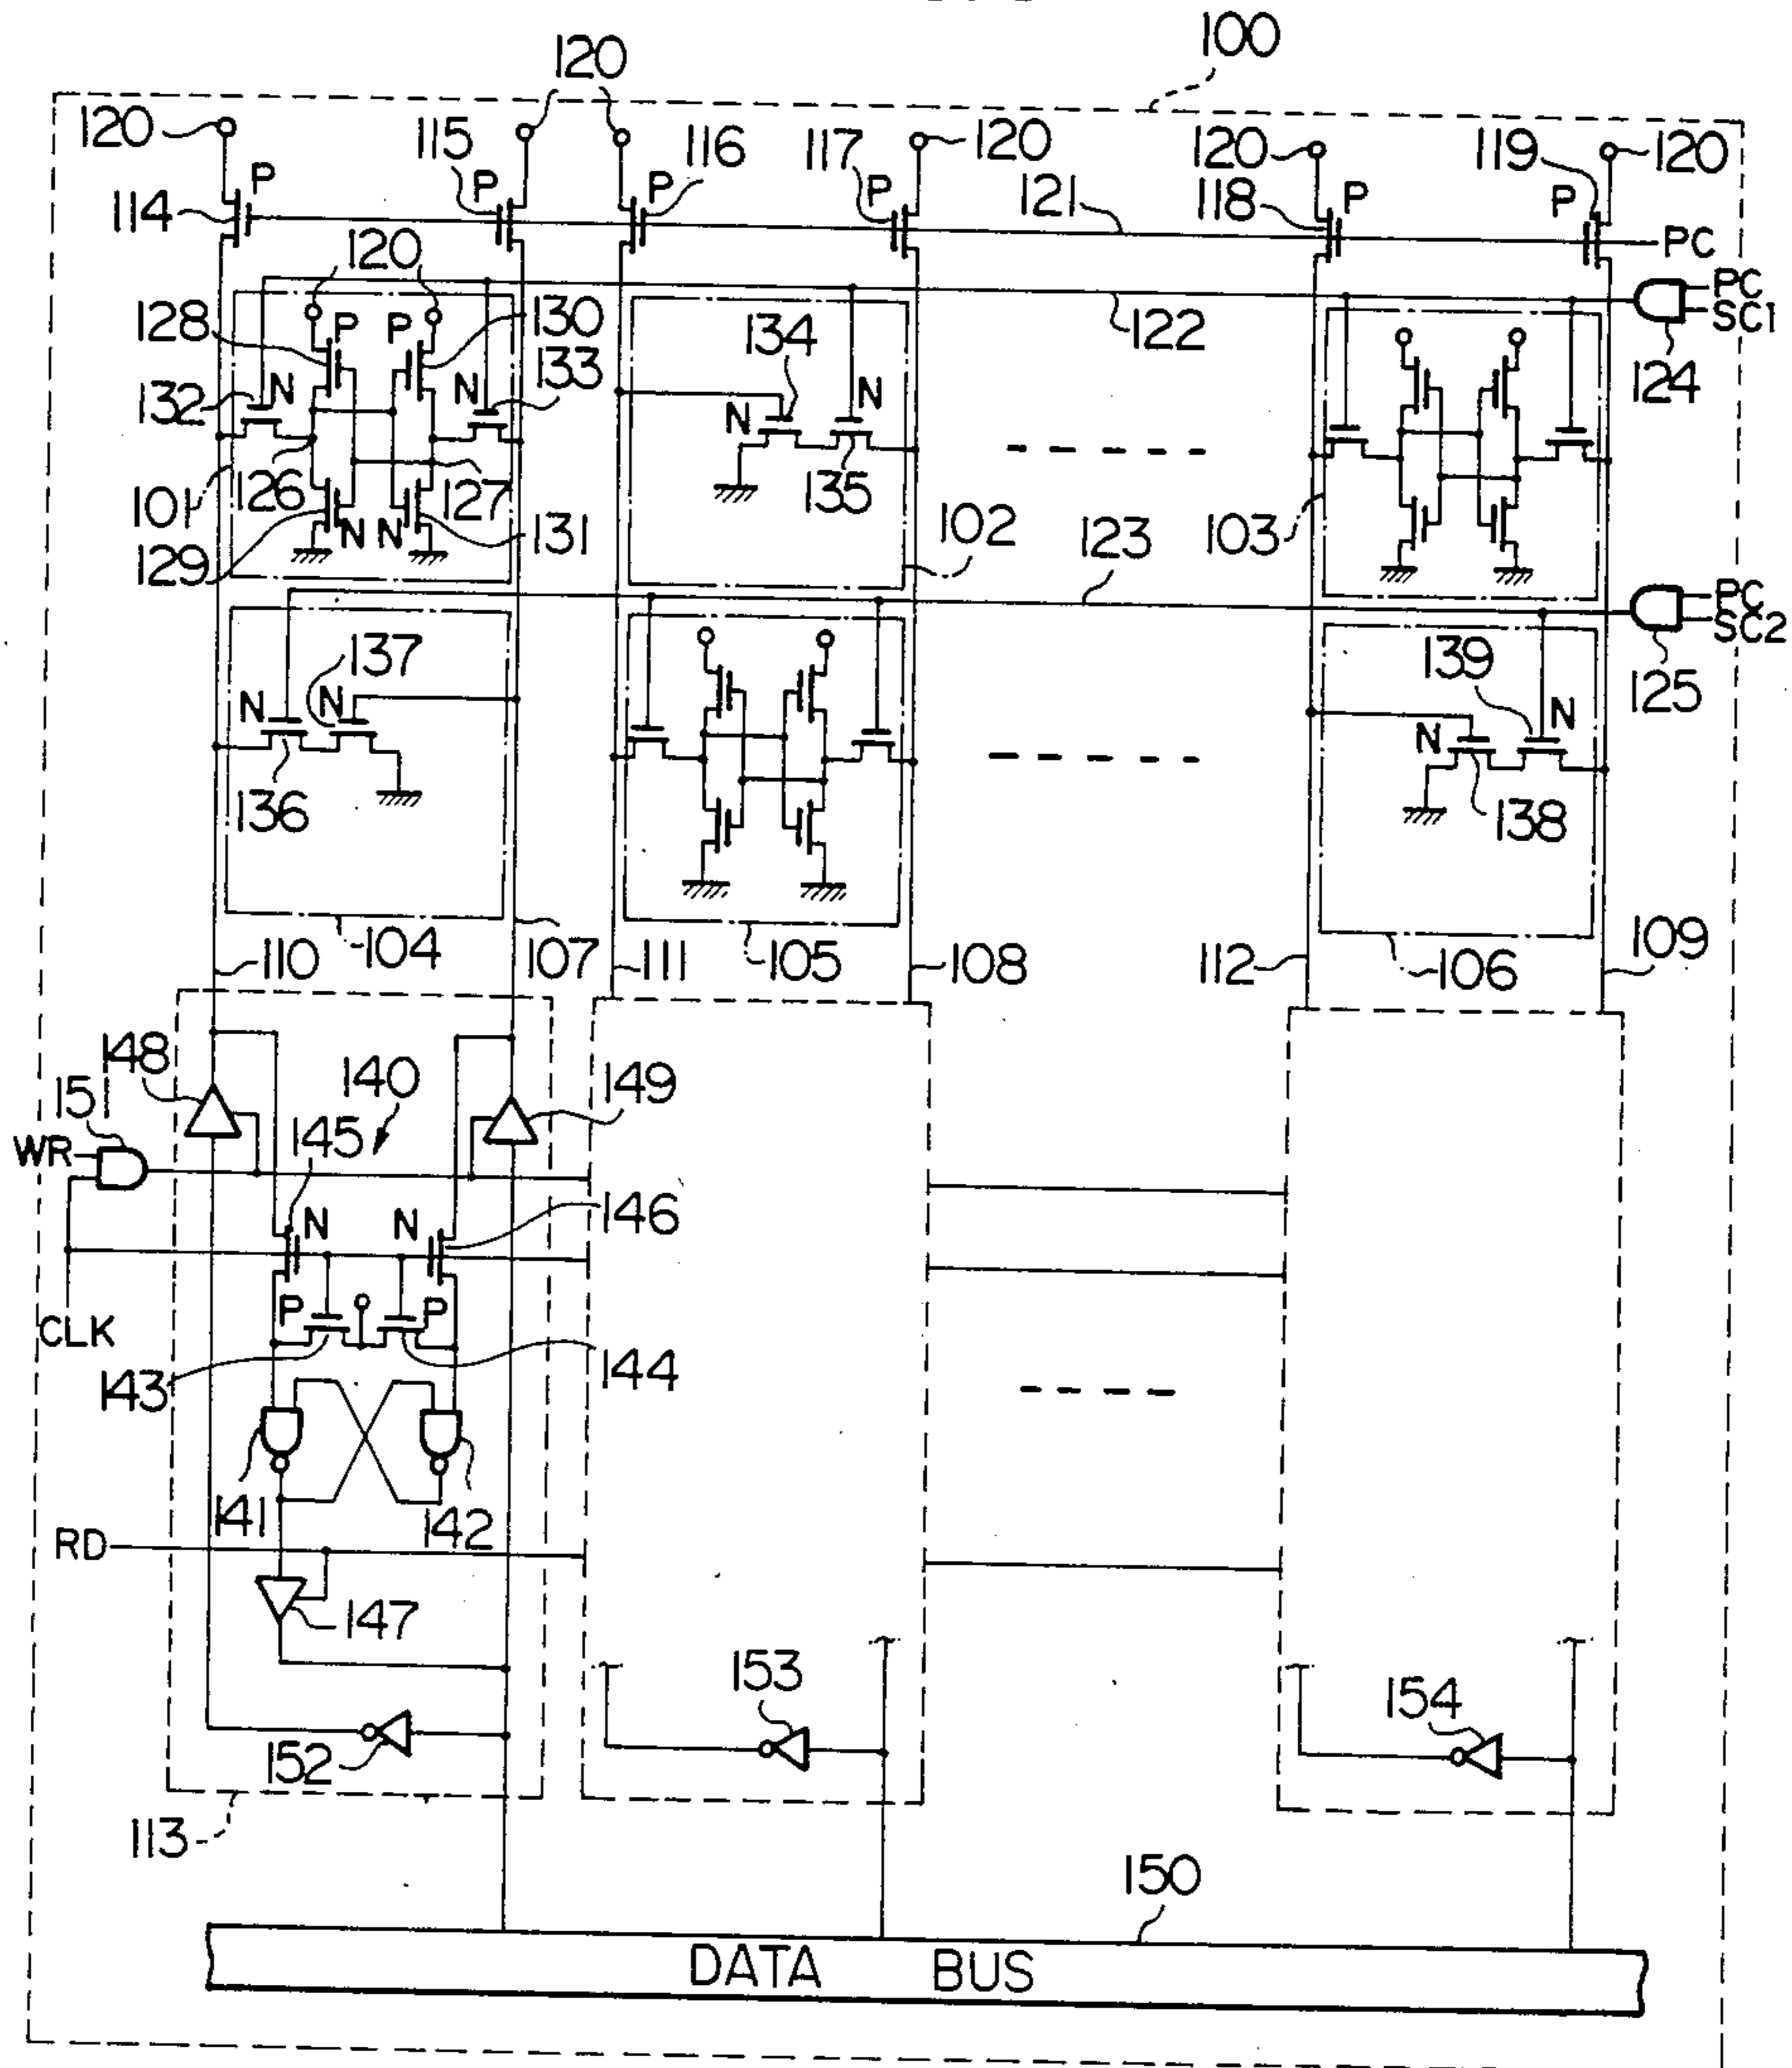 100
120
120
115
116
117
120
120
119
120
114
P
P
P
P
118
P
P
121
PC
120
128
P
P
130
134
122
PC
SC1
124
132
N
N
133
N
N
126
127
135
101
N
N
131
102
123
103
129
PC
SC2
137
139
125
N
N
N
N
136
138
104
107
105
110
111
108
112
106
109
148
140
149
151
145
WR
N
N
146
P
P
CLK
143
144
141
142
RD
147
153
154
152
113
150
DATA BUS